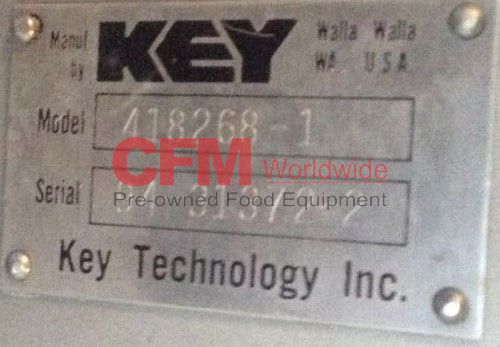 Manuf by KEY Walla Walla
WA U.S.A.
Model 418268-1
CFM Worldwide
Serial
Pre-owned Food Equipment
Key Technology Inc.